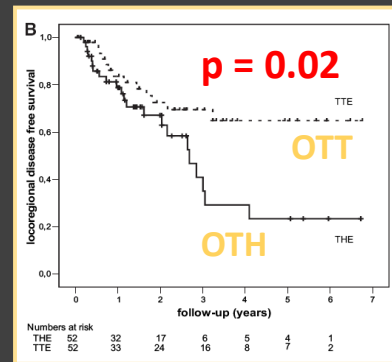 B
1,0
0,8
0,6
0,4
0,2
0,0
locoregional disease free survival
p = 0.02
TTE
OTT
OTH
THE
0 1 2 3 4 5 6 7
follow-up (years)
Numbers at risk
THE 52 32 17 6 5 4 1
TTE 52 33 24 16 8 7 2